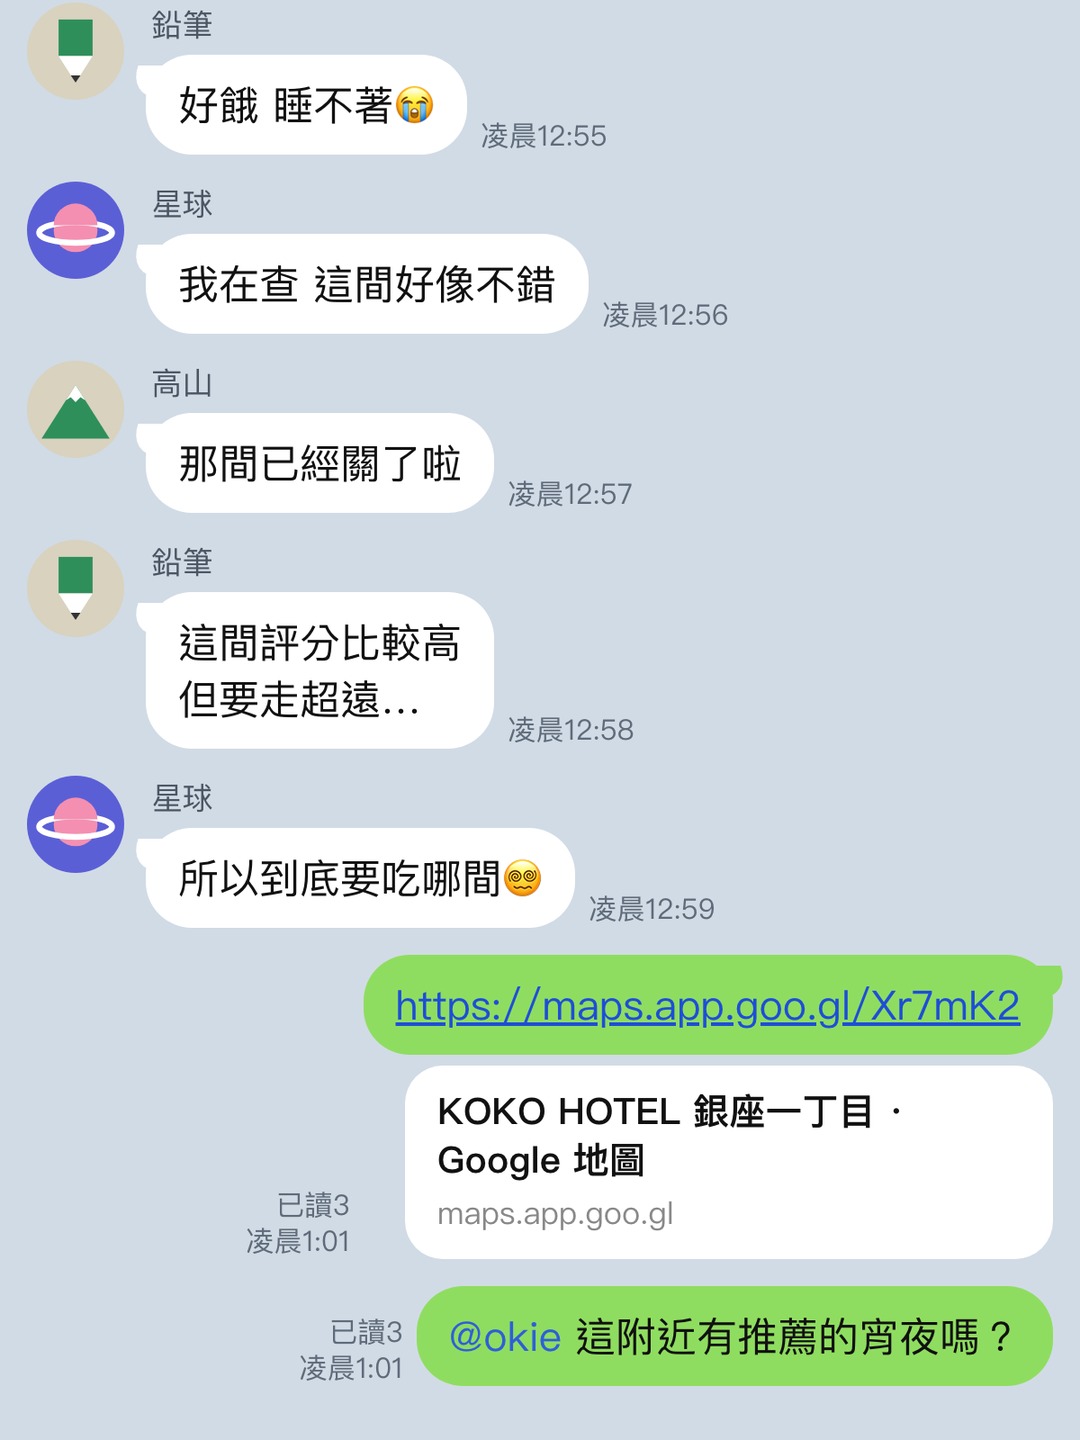 鉛筆
好餓 睡不著😭
凌晨12:55
星球
我在查 這間好像不錯
凌晨12:56
高山
那間已經關了啦
凌晨12:57
鉛筆
這間評分比較高
但要走超遠...
凌晨12:58
星球
所以到底要吃哪間😵‍💫
凌晨12:59
https://maps.app.goo.gl/Xr7mK2
KOKO HOTEL 銀座一丁目 ·
Google 地圖
maps.app.goo.gl
已讀3
凌晨1:01
@okie 這附近有推薦的宵夜嗎？
已讀3
凌晨1:01